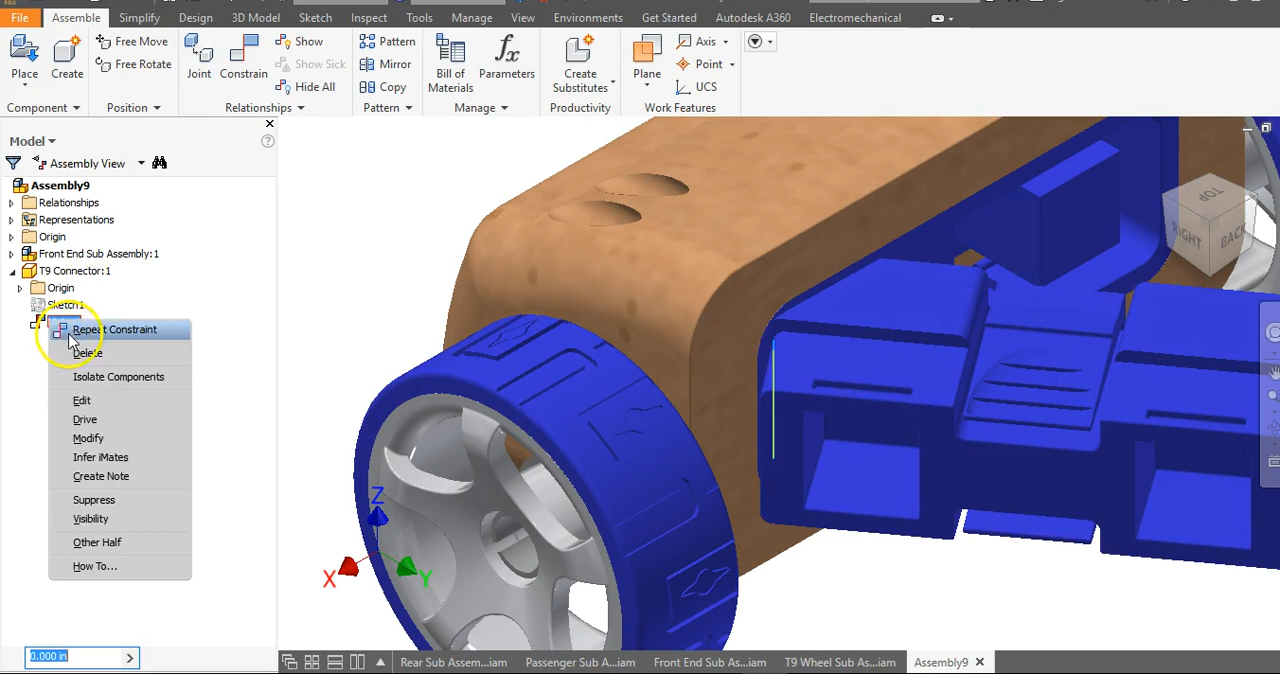 PRO
File Assemble Simplify Design 3D Model Sketch Inspect Tools Manage View Environments Get Started Autodesk A360 Electromechanical
Place
Component
Create
Free Move
Free Rotate
Position
Joint
Constrain
Show
Show Sick
Hide All
Relationships
Pattern
Mirror
Copy
Pattern
Bill of
Materials
Parameters
Manage
Create
Substitutes
Productivity
Plane
Axis
Point
UCS
Work Features
Model
?
Assembly View
Assembly9
Relationships
Representations
Origin
Front End Sub Assembly:1
T9 Connector:1
Origin
Sketch1
Repeat Constraint
Delete
Isolate Components
Edit
Drive
Modify
Infer iMates
Create Note
Suppress
Visibility
Other Half
How To...
0.000 in
TOP
RIGHT
BACK
Z
X
Y
Rear Sub Assem...iam Passenger Sub A...iam Front End Sub As...iam T9 Wheel Sub As...iam Assembly9